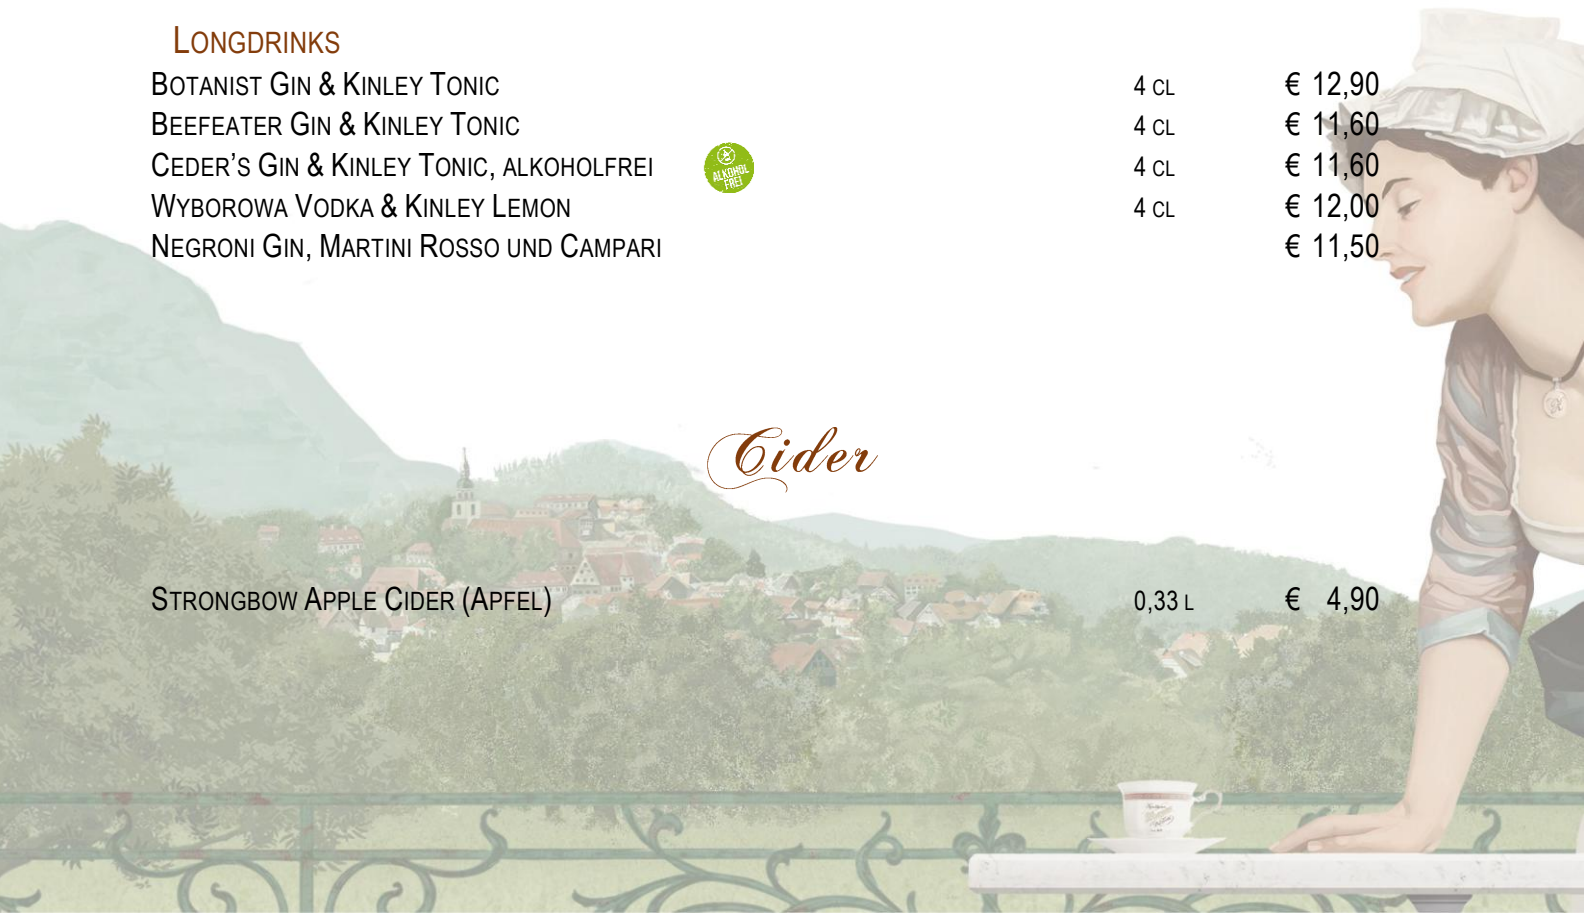 LONGDRINKS
BOTANIST GIN & KINLEY TONIC 4 CL € 12,90
BEEFEATER GIN & KINLEY TONIC 4 CL € 11,60
CEDER’S GIN & KINLEY TONIC, ALKOHOLFREI ALKOHOL FREI 4 CL € 11,60
WYBOROWA VODKA & KINLEY LEMON 4 CL € 12,00
NEGRONI GIN, MARTINI ROSSO UND CAMPARI € 11,50
Cider
STRONGBOW APPLE CIDER (APFEL) 0,33 L € 4,90